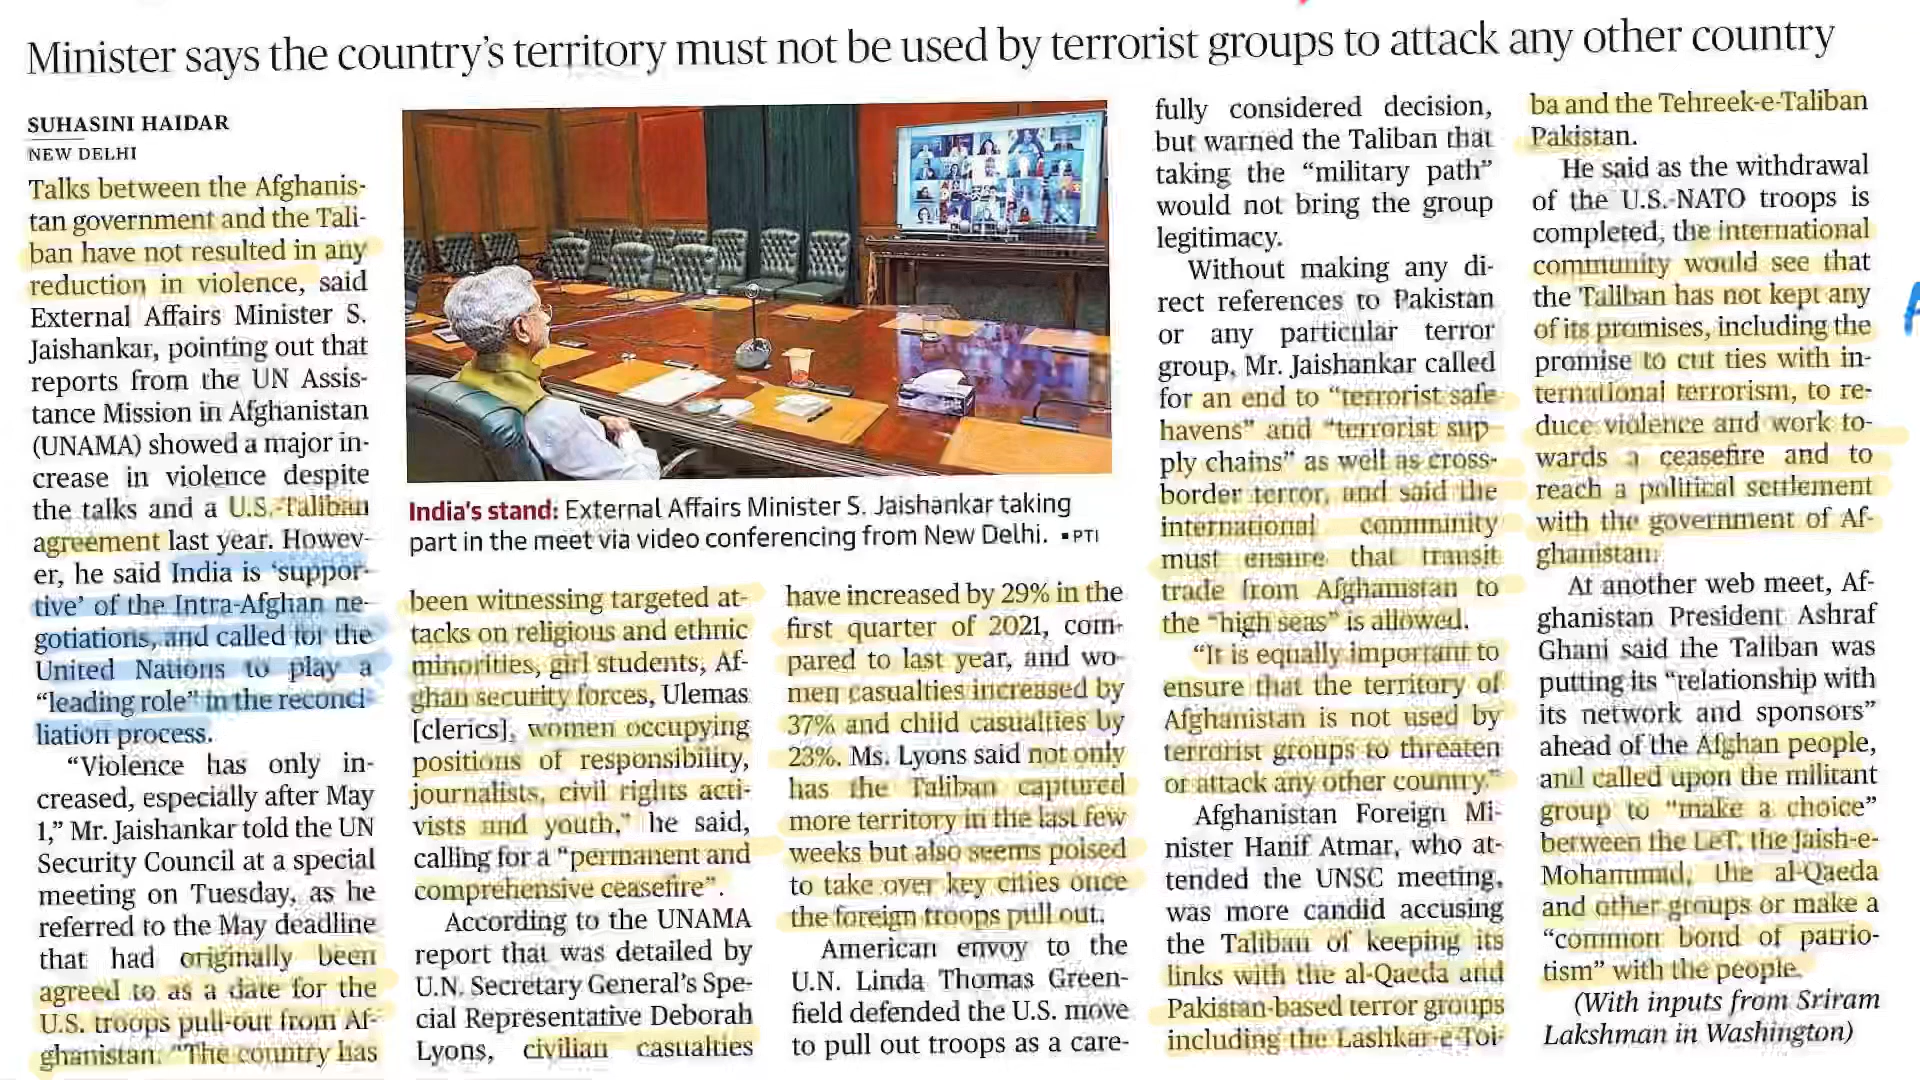 Minister says the country's territory must not be used by terrorist groups to attack any other country
SUHASINI HAIDAR
NEW DELHI
Talks between the Afghanis-
tan government and the Tali-
ban have not resulted in any
reduction in violence, said
External Affairs Minister S.
Jaishankar, pointing out that
reports from the UN Assis-
tance Mission in Afghanistan
(UNAMA) showed a major in-
crease in violence despite
the talks and a U.S.-Taliban
agreement last year. Howev-
er, he said India is ‘suppor-
tive’ of the Intra-Afghan ne-
gotiations, and called for the
United Nations to play a
“leading role” in the reconci-
liation process.
“Violence has only in-
creased, especially after May
1,” Mr. Jaishankar told the UN
Security Council at a special
meeting on Tuesday, as he
referred to the May deadline
that had originally been
agreed to as a date for the
U.S. troops pull-out from Af-
ghanistan. “The country has
India's stand: External Affairs Minister S. Jaishankar taking
part in the meet via video conferencing from New Delhi. ▪ PTI
been witnessing targeted at-
tacks on religious and ethnic
minorities, girl students, Af-
ghan security forces, Ulemas
[clerics], women occupying
positions of responsibility,
journalists, civil rights acti-
vists and youth,” he said,
calling for a “permanent and
comprehensive ceasefire”.
According to the UNAMA
report that was detailed by
U.N. Secretary General's Spe-
cial Representative Deborah
Lyons, civilian casualties
have increased by 29% in the
first quarter of 2021, com-
pared to last year, and wo-
men casualties increased by
37% and child casualties by
23%. Ms. Lyons said not only
has the Taliban captured
more territory in the last few
weeks but also seems poised
to take over key cities once
the foreign troops pull out.
American envoy to the
U.N. Linda Thomas Green-
field defended the U.S. move
to pull out troops as a care-
fully considered decision,
but warned the Taliban that
taking the “military path”
would not bring the group
legitimacy.
Without making any di-
rect references to Pakistan
or any particular terror
group, Mr. Jaishankar called
for an end to “terrorist safe
havens” and “terrorist sup-
ply chains” as well as cross-
border terror, and said the
international community
must ensure that transit
trade from Afghanistan to
the “high seas” is allowed.
“It is equally important to
ensure that the territory of
Afghanistan is not used by
terrorist groups to threaten
or attack any other country.”
Afghanistan Foreign Mi-
nister Hanif Atmar, who at-
tended the UNSC meeting,
was more candid accusing
the Taliban of keeping its
links with the al-Qaeda and
Pakistan-based terror groups
including the Lashkar-e-Toi-
ba and the Tehreek-e-Taliban
Pakistan.
He said as the withdrawal
of the U.S.-NATO troops is
completed, the international
community would see that
the Taliban has not kept any
of its promises, including the
promise to cut ties with in-
ternational terrorism, to re-
duce violence and work to-
wards a ceasefire and to
reach a political settlement
with the government of Af-
ghanistan.
At another web meet, Af-
ghanistan President Ashraf
Ghani said the Taliban was
putting its “relationship with
its network and sponsors”
ahead of the Afghan people,
and called upon the militant
group to “make a choice”
between the LeT, the Jaish-e-
Mohammad, the al-Qaeda
and other groups or make a
“common bond of patrio-
tism” with the people.
(With inputs from Sriram
Lakshman in Washington)